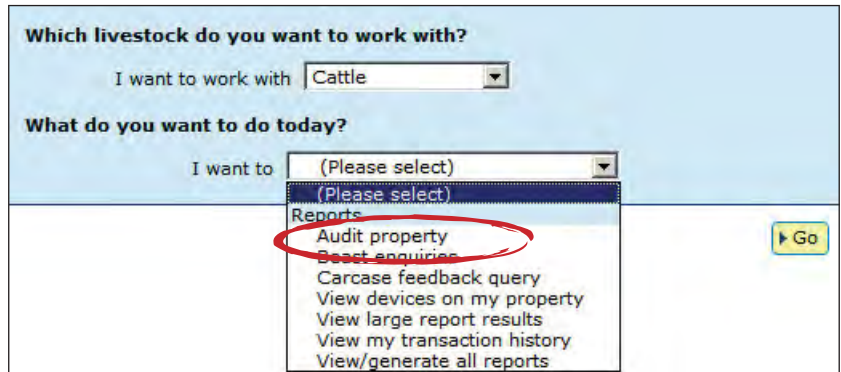 Which livestock do you want to work with?
I want to work with Cattle
What do you want to do today?
I want to (Please select)
(Please select)
Reports
Audit property
Beast enquiries
Carcase feedback query
View devices on my property
View large report results
View my transaction history
View/generate all reports
Go